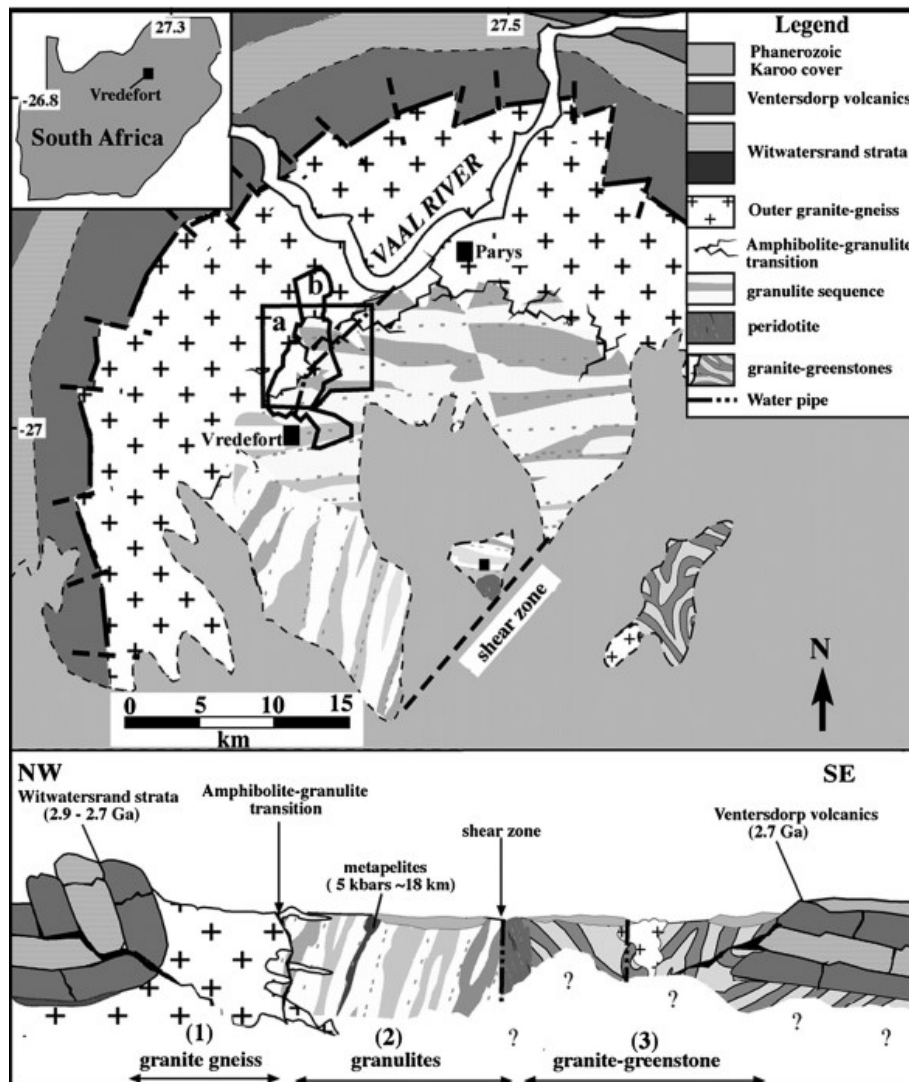 27.3
27.5
Vredefort
-26.8
South Africa
VAAL RIVER
Parys
b
a
-27
Vredefort
shear zone
N
0 5 10 15
km
Legend
Phanerozoic
Karoo cover
Ventersdorp volcanics
Witwatersrand strata
Outer granite-gneiss
Amphibolite-granulite
transition
granulite sequence
peridotite
granite-greenstones
Water pipe
NW
SE
Witwatersrand strata
(2.9 - 2.7 Ga)
Amphibolite-granulite
transition
metapelites
( 5 kbars ~18 km)
shear zone
Ventersdorp volcanics
(2.7 Ga)
? ? ? ? ?
(1)
granite gneiss
(2)
granulites
(3)
granite-greenstone